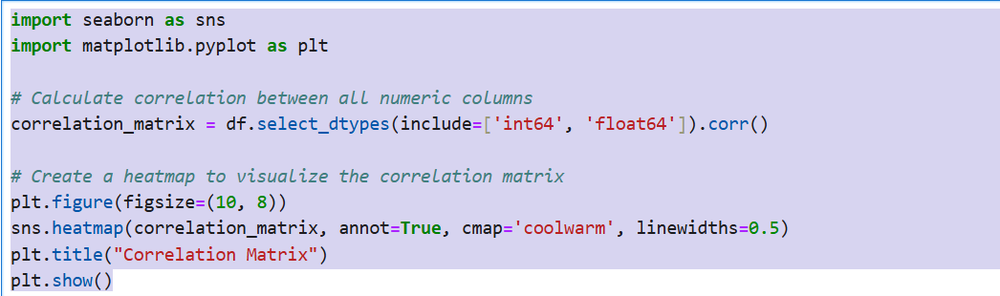 import seaborn as sns
import matplotlib.pyplot as plt
# Calculate correlation between all numeric columns
correlation_matrix = df.select_dtypes(include=['int64', 'float64']).corr()
# Create a heatmap to visualize the correlation matrix
plt.figure(figsize=(10, 8))
sns.heatmap(correlation_matrix, annot=True, cmap='coolwarm', linewidths=0.5)
plt.title("Correlation Matrix")
plt.show()